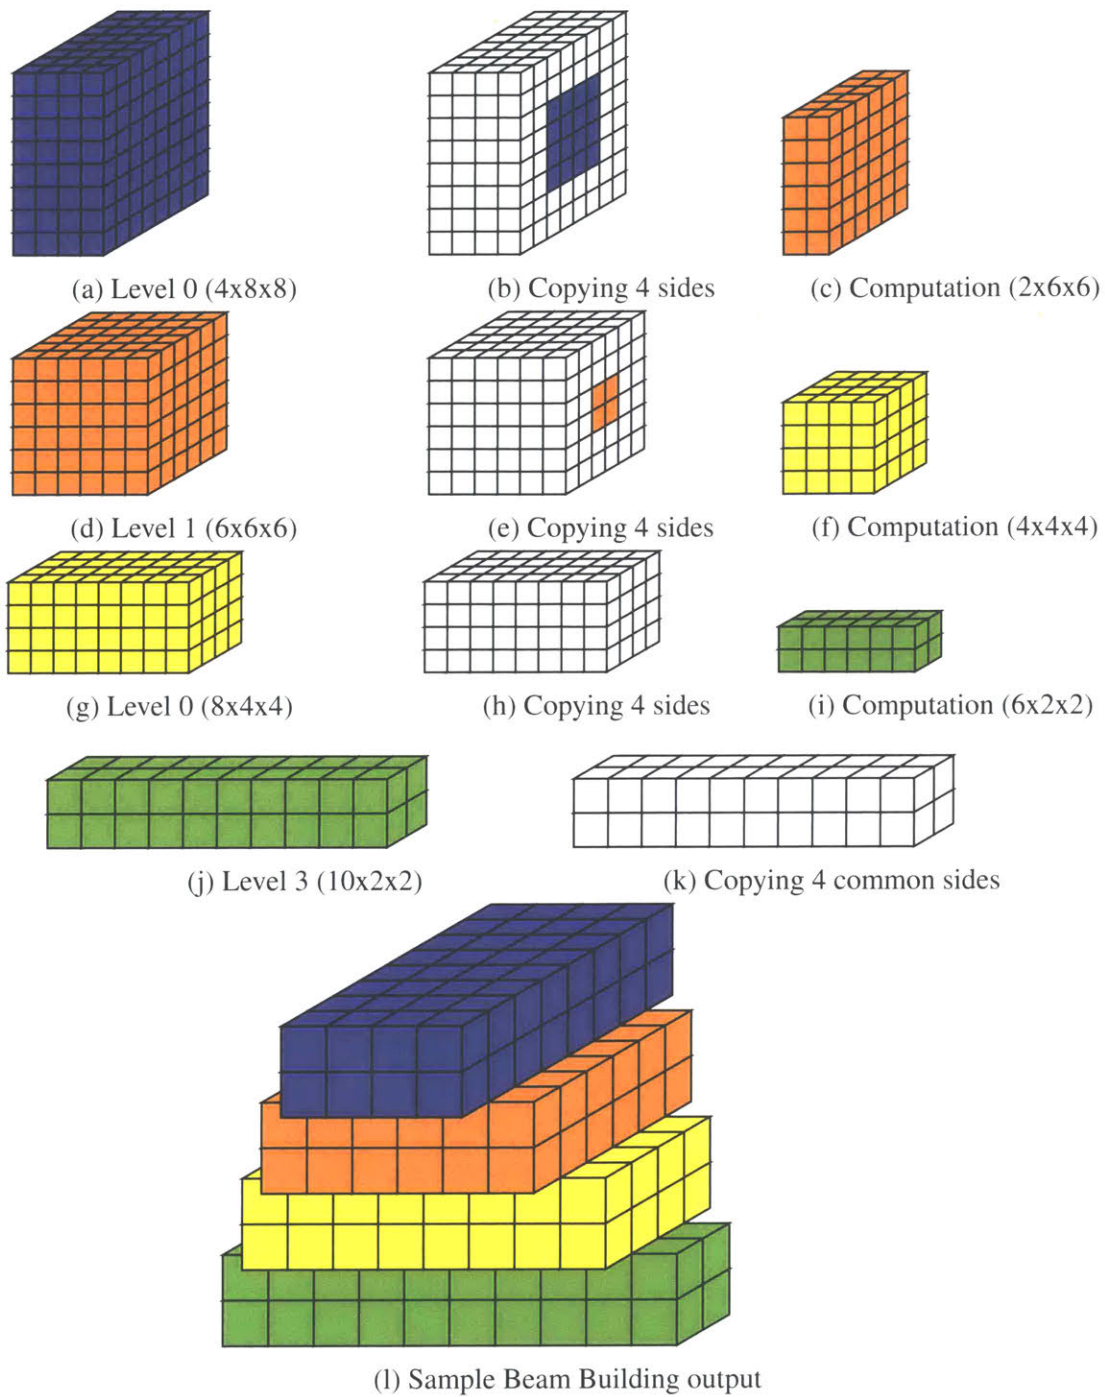 (a) Level 0 (4x8x8)
(b) Copying 4 sides
(c) Computation (2x6x6)
(d) Level 1 (6x6x6)
(e) Copying 4 sides
(f) Computation (4x4x4)
(g) Level 0 (8x4x4)
(h) Copying 4 sides
(i) Computation (6x2x2)
(j) Level 3 (10x2x2)
(k) Copying 4 common sides
(l) Sample Beam Building output